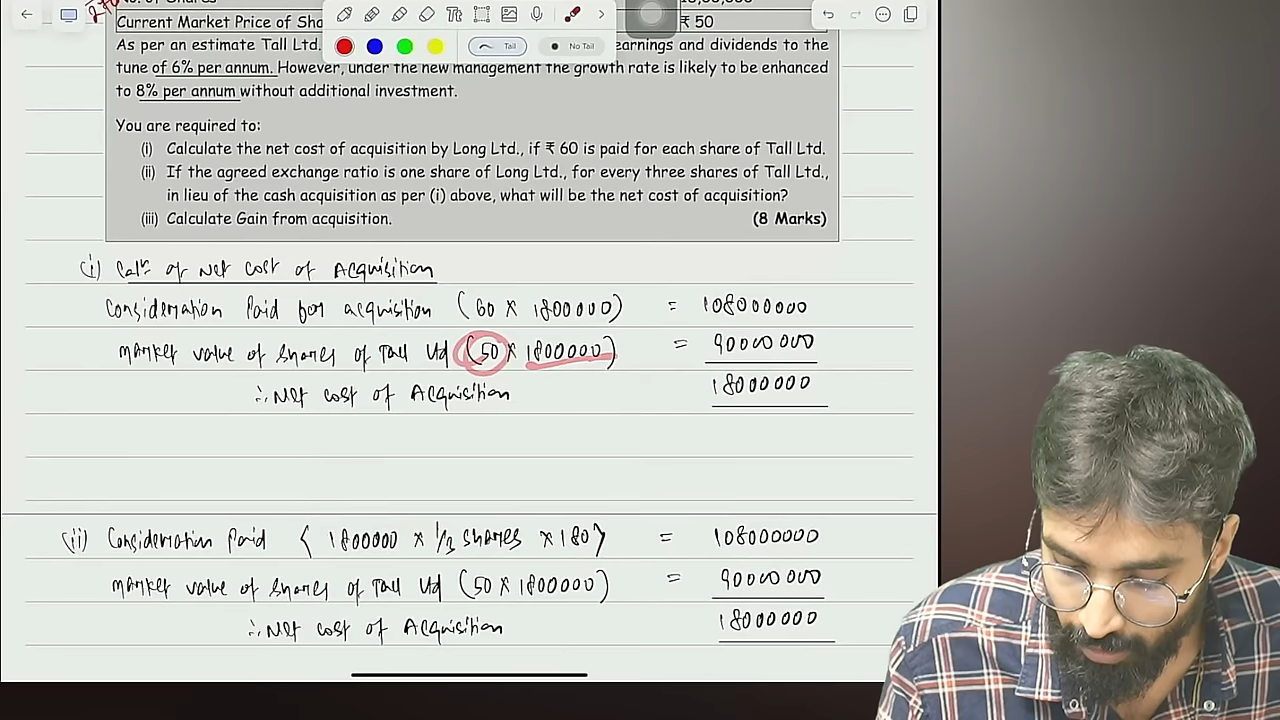 Current Market Price of Sha ₹ 50
As per an estimate Tall Ltd. earnings and dividends to the
tune of 6% per annum. However, under the new management the growth rate is likely to be enhanced
to 8% per annum without additional investment.
You are required to:
(i) Calculate the net cost of acquisition by Long Ltd., if ₹ 60 is paid for each share of Tall Ltd.
(ii) If the agreed exchange ratio is one share of Long Ltd., for every three shares of Tall Ltd.,
in lieu of the cash acquisition as per (i) above, what will be the net cost of acquisition?
(iii) Calculate Gain from acquisition. (8 Marks)
Tail
No Tail
(i) Calⁿ of Net cost of Acquisition
Consideration Paid for acquisition (60 × 1800000) = 108000000
Market value of shares of Tall Ltd (50 × 1800000) = 90000000
∴ Net cost of Acquisition 18000000
(ii) Consideration Paid { 1800000 × 1/3 shares × 180 } = 108000000
Market value of shares of Tall Ltd (50 × 1800000) = 90000000
∴ Net cost of Acquisition 18000000